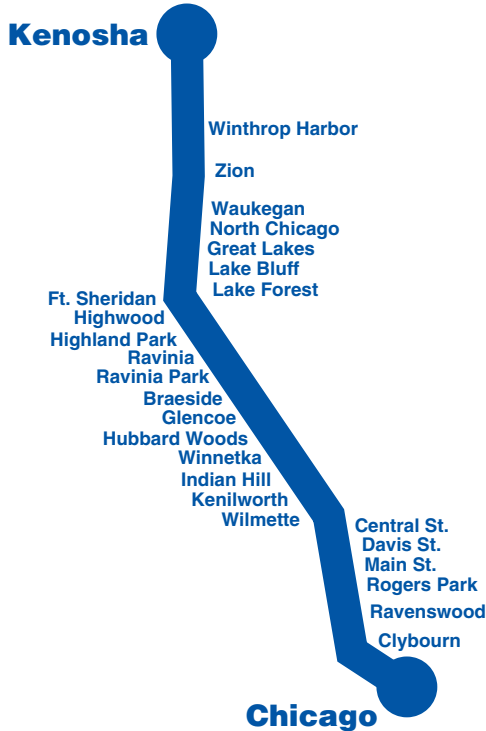 Kenosha
Winthrop Harbor
Zion
Waukegan
North Chicago
Great Lakes
Lake Bluff
Lake Forest
Ft. Sheridan
Highwood
Highland Park
Ravinia
Ravinia Park
Braeside
Glencoe
Hubbard Woods
Winnetka
Indian Hill
Kenilworth
Wilmette
Central St.
Davis St.
Main St.
Rogers Park
Ravenswood
Clybourn
Chicago